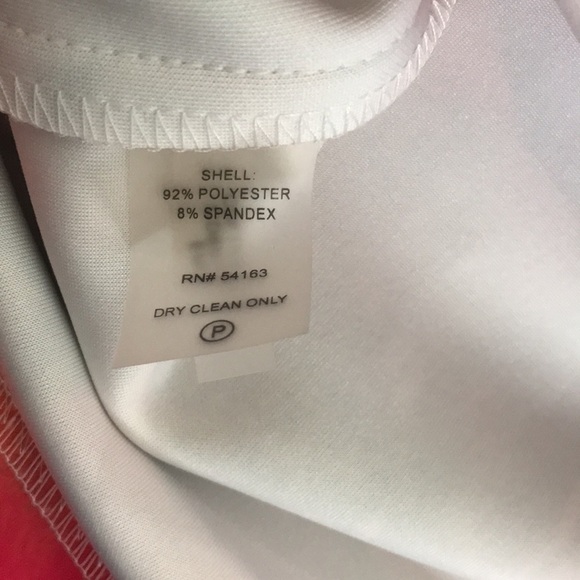 SHELL:
92% POLYESTER
8% SPANDEX
RN# 54163
DRY CLEAN ONLY
P